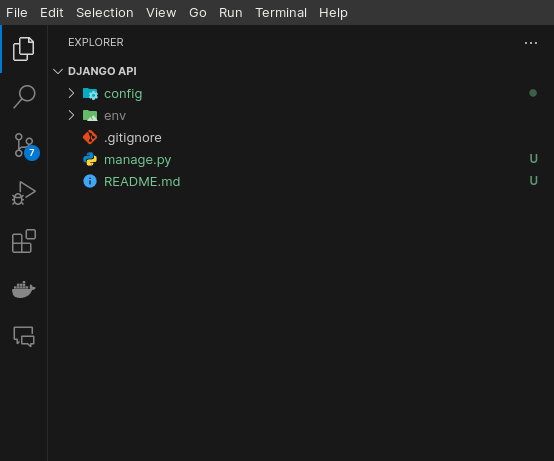 File Edit Selection View Go Run Terminal Help
EXPLORER ...
DJANGO API
config
env
.gitignore
manage.py U
README.md U
7